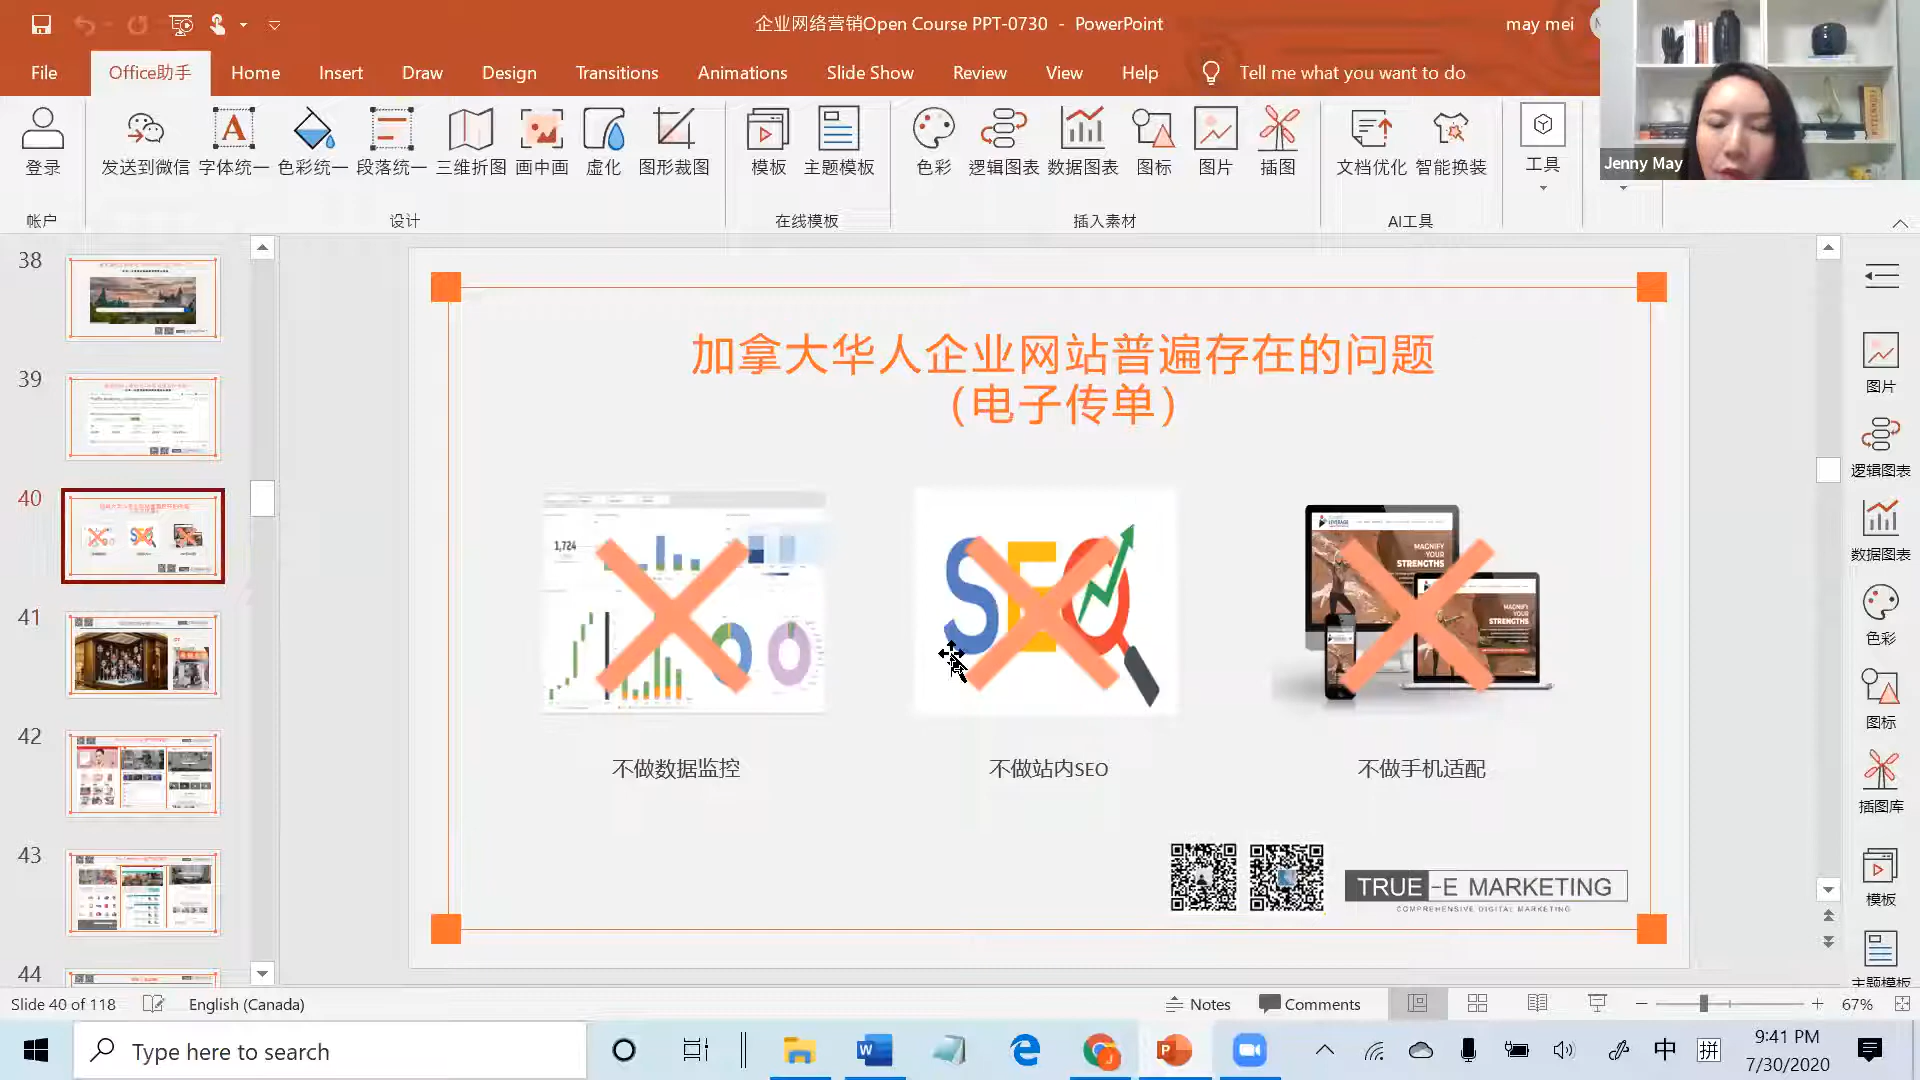 企业网络营销Open Course PPT-0730 - PowerPoint
may mei
File
Office助手
Home
Insert
Draw
Design
Transitions
Animations
Slide Show
Review
View
Help
Tell me what you want to do
登录
发送到微信
字体统一
色彩统一
段落统一
三维折图
画中画
虚化
图形裁图
模板
主题模板
色彩
逻辑图表
数据图表
图标
图片
插图
文档优化
智能换装
工具
帐户
设计
在线模板
插入素材
AI工具
Jenny May
38
39
40
41
42
43
44
加拿大华人企业网站普遍存在的问题
（电子传单）
1,724
SEO
MAGNIFY
YOUR
STRENGTHS
MAGNIFY
YOUR
STRENGTHS
不做数据监控
不做站内SEO
不做手机适配
TRUE-E MARKETING
COMPREHENSIVE DIGITAL MARKETING
图片
逻辑图表
数据图表
色彩
图标
插图库
模板
主题模板
Slide 40 of 118
English (Canada)
Notes
Comments
67%
Type here to search
中
拼
9:41 PM
7/30/2020